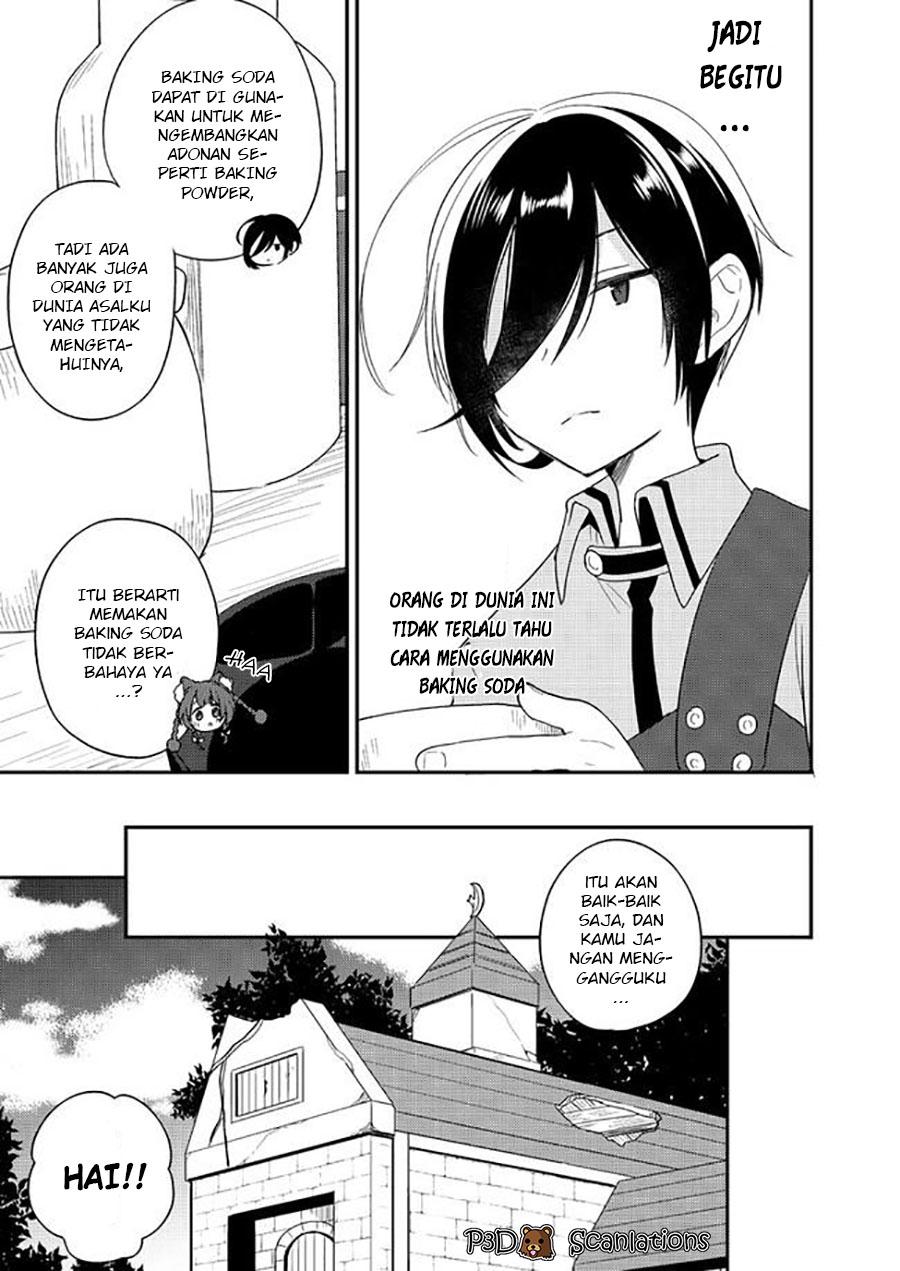 JADI
BEGITU
...
ORANG DI DUNIA INI
TIDAK TERLALU TAHU
CARA MENGGUNAKAN
BAKING SODA
BAKING SODA
DAPAT DI GUNA-
KAN UNTUK ME-
NGEMBANGKAN
ADONAN SE-
PERTI BAKING
POWDER,
TADI ADA
BANYAK JUGA
ORANG DI
DUNIA ASALKU
YANG TIDAK
MENGETA-
HUINYA,
ITU BERARTI
MEMAKAN
BAKING SODA
TIDAK BER-
BAHAYA YA
...?
HAA
ITU AKAN
BAIK-BAIK
SAJA, DAN
KAMU JA-
NGAN MENG-
GANGGUKU
...
HAI!!
P3D Scanlations